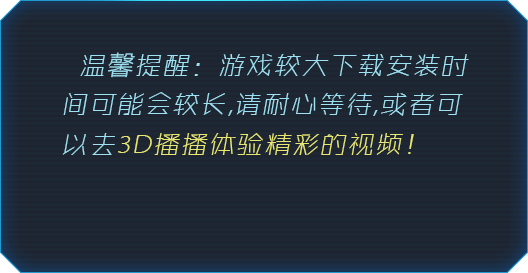 温馨提醒：游戏较大下载安装时
间可能会较长,请耐心等待,或者可
以去3D播播体验精彩的视频！